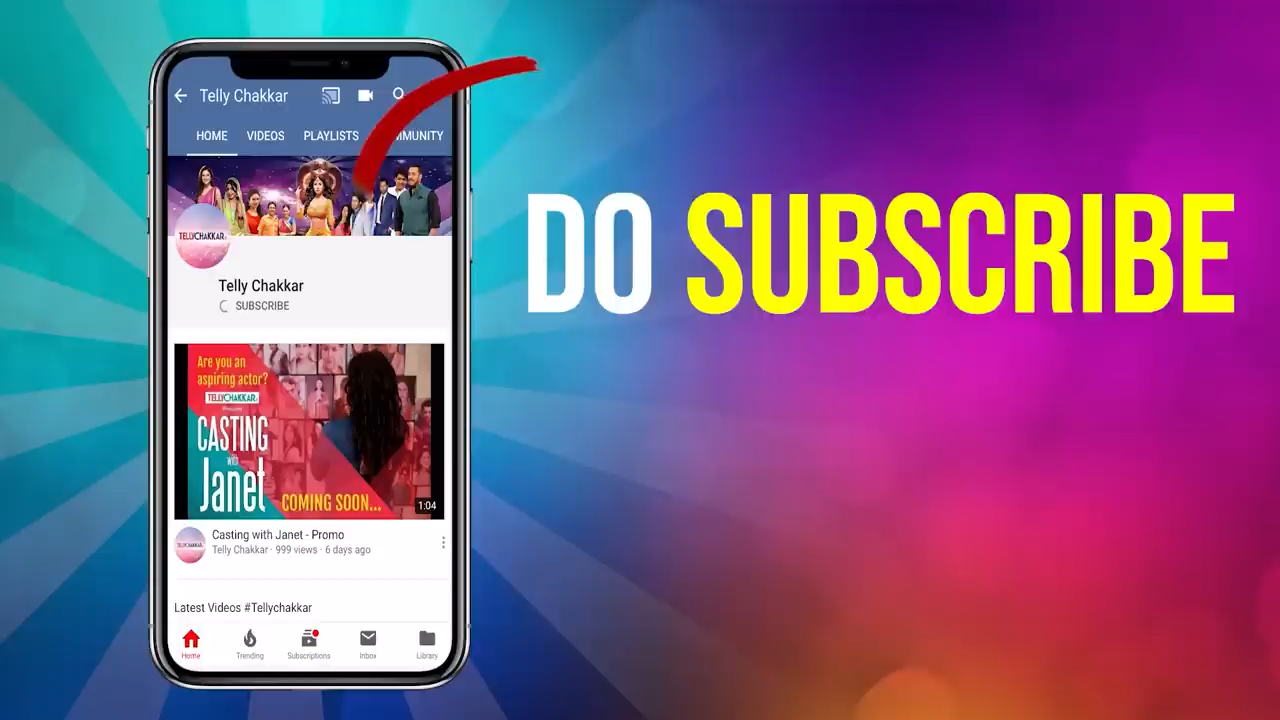 Telly Chakkar
HOME VIDEOS PLAYLISTS MMUNITY
TELLYCHAKKAR
Telly Chakkar
SUBSCRIBE
Are you an
aspiring actor?
TELLYCHAKKAR
CASTING
with
Janet
COMING SOON...
1:04
Casting with Janet - Promo
Telly Chakkar · 999 views · 6 days ago
TELLYCHAKKAR
Latest Videos #Tellychakkar
Home Trending Subscriptions Inbox Library
DO SUBSCRIBE